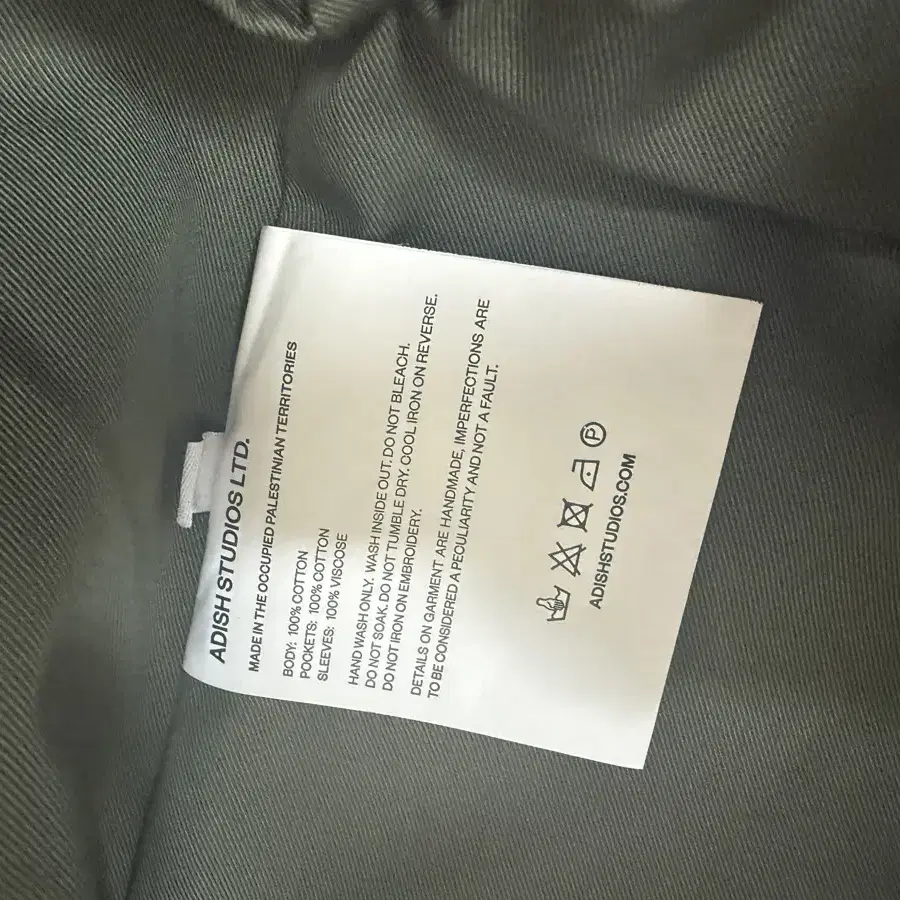 ADISH STUDIOS LTD.
MADE IN THE OCCUPIED PALESTINIAN TERRITORIES
BODY: 100% COTTON
POCKETS: 100% COTTON
SLEEVES: 100% VISCOSE
HAND WASH ONLY. WASH INSIDE OUT. DO NOT BLEACH.
DO NOT SOAK. DO NOT TUMBLE DRY. COOL IRON ON REVERSE.
DO NOT IRON ON EMBROIDERY.
DETAILS ON GARMENT ARE HANDMADE, IMPERFECTIONS ARE
TO BE CONSIDERED A PECULIARITY AND NOT A FAULT.
P
ADISHSTUDIOS.COM